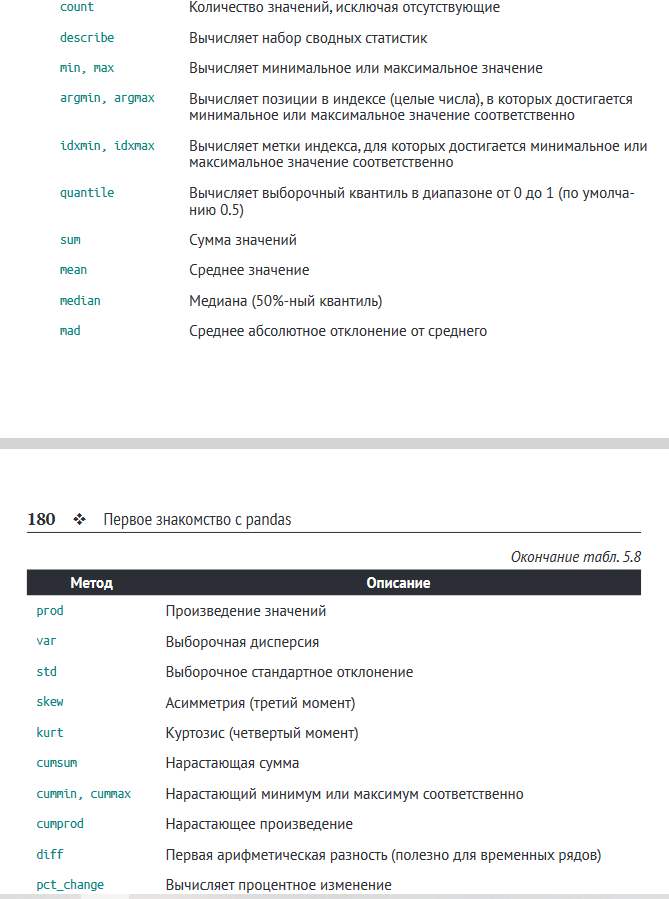 count Количество значений, исключая отсутствующие
describe Вычисляет набор сводных статистик
min, max Вычисляет минимальное или максимальное значение
argmin, argmax Вычисляет позиции в индексе (целые числа), в которых достигается
минимальное или максимальное значение соответственно
idxmin, idxmax Вычисляет метки индекса, для которых достигается минимальное или
максимальное значение соответственно
quantile Вычисляет выборочный квантиль в диапазоне от 0 до 1 (по умолча-
нию 0.5)
sum Сумма значений
mean Среднее значение
median Медиана (50%-ный квантиль)
mad Среднее абсолютное отклонение от среднего
180 ❖ Первое знакомство с pandas
Окончание табл. 5.8
Метод Описание
prod Произведение значений
var Выборочная дисперсия
std Выборочное стандартное отклонение
skew Асимметрия (третий момент)
kurt Куртозис (четвертый момент)
cumsum Нарастающая сумма
cummin, cummax Нарастающий минимум или максимум соответственно
cumprod Нарастающее произведение
diff Первая арифметическая разность (полезно для временных рядов)
pct_change Вычисляет процентное изменение